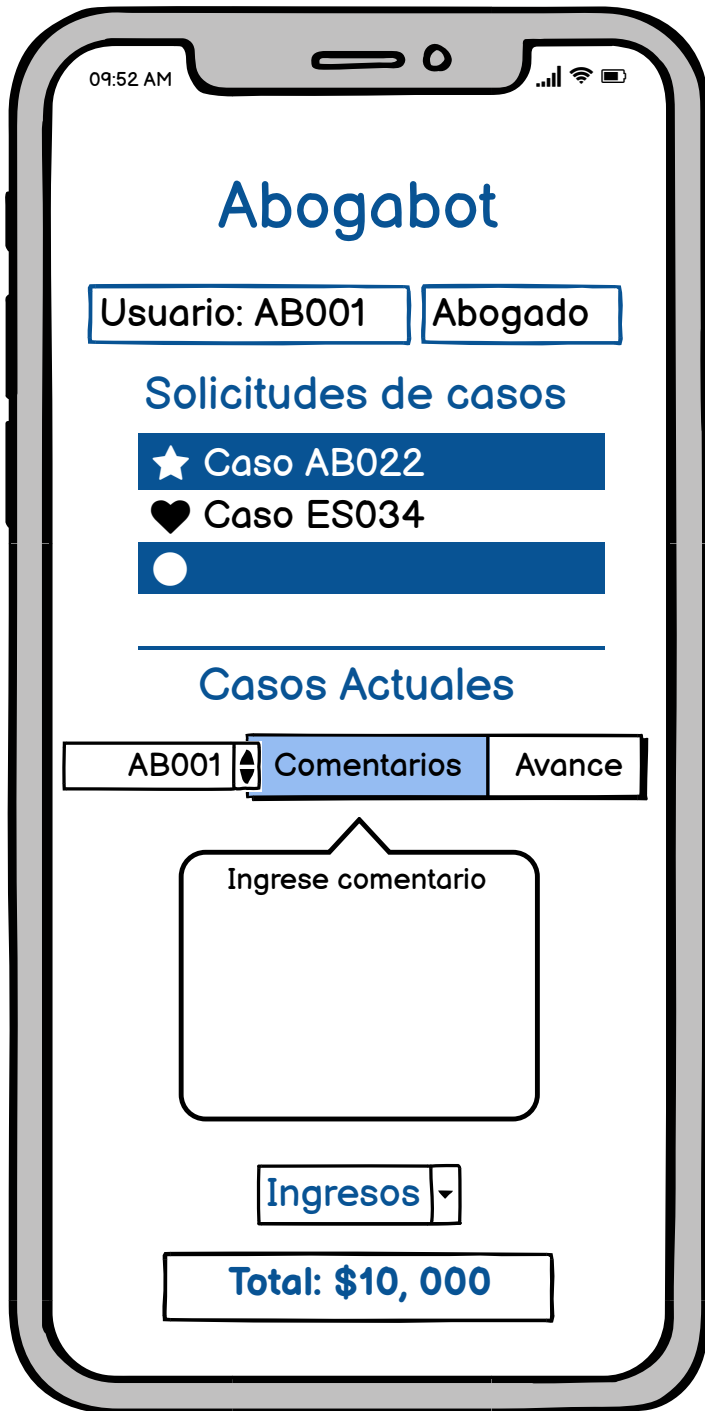 09:52 AM
Abogabot
Usuario: AB001 Abogado
Solicitudes de casos
Caso AB022
Caso ES034
Casos Actuales
AB001 Comentarios Avance
Ingrese comentario
Ingresos
Total: $10, 000